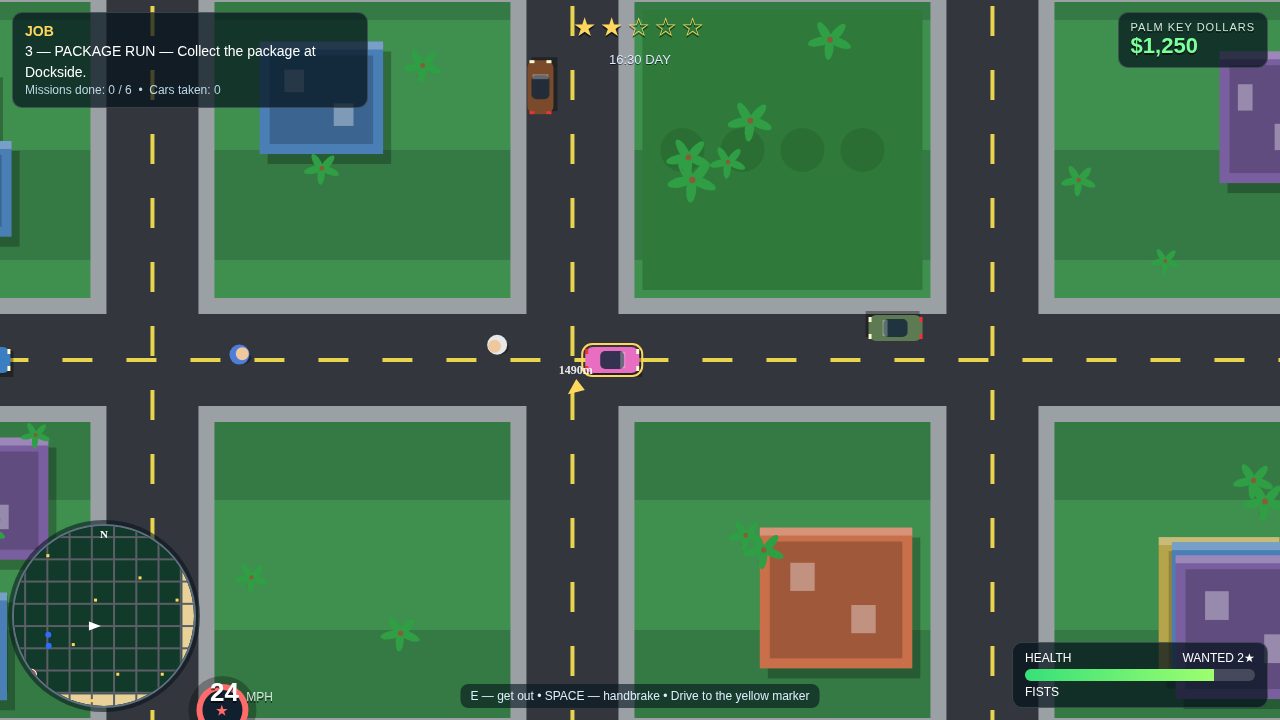 JOB
3 — PACKAGE RUN — Collect the package at
Dockside.
Missions done: 0 / 6 • Cars taken: 0
★★☆☆☆
16:30 DAY
PALM KEY DOLLARS
$1,250
1490m
N
24 MPH
E — get out • SPACE — handbrake • Drive to the yellow marker
HEALTH WANTED 2★
FISTS